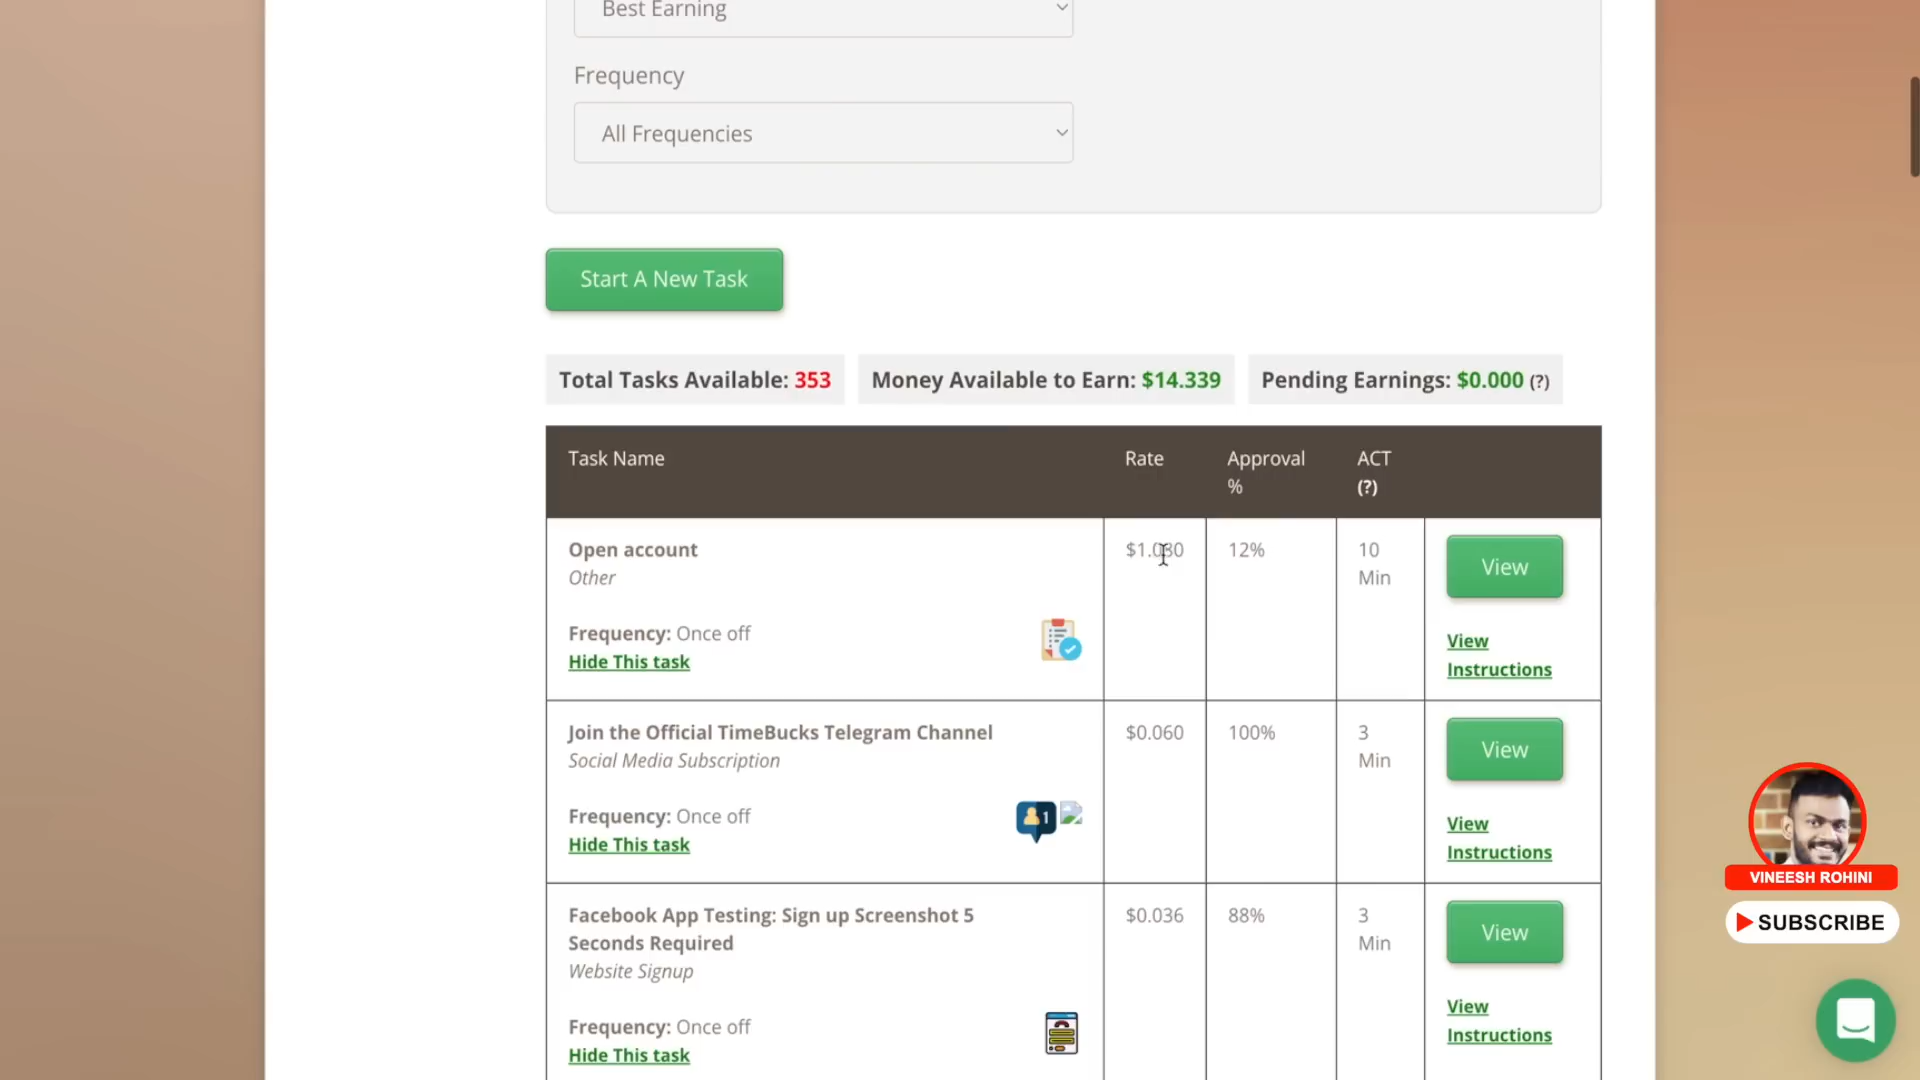 Best Earning
Frequency
All Frequencies
Start A New Task
Total Tasks Available: 353 Money Available to Earn: $14.339 Pending Earnings: $0.000 (?)
Task Name Rate Approval % ACT (?)
Open account
Other
$1.030 12% 10 Min View
Frequency: Once off
Hide This task
View Instructions
Join the Official TimeBucks Telegram Channel
Social Media Subscription
$0.060 100% 3 Min View
Frequency: Once off
Hide This task
1
View Instructions
Facebook App Testing: Sign up Screenshot 5
Seconds Required
Website Signup
$0.036 88% 3 Min View
Frequency: Once off
Hide This task
View Instructions
VINEESH ROHINI
SUBSCRIBE